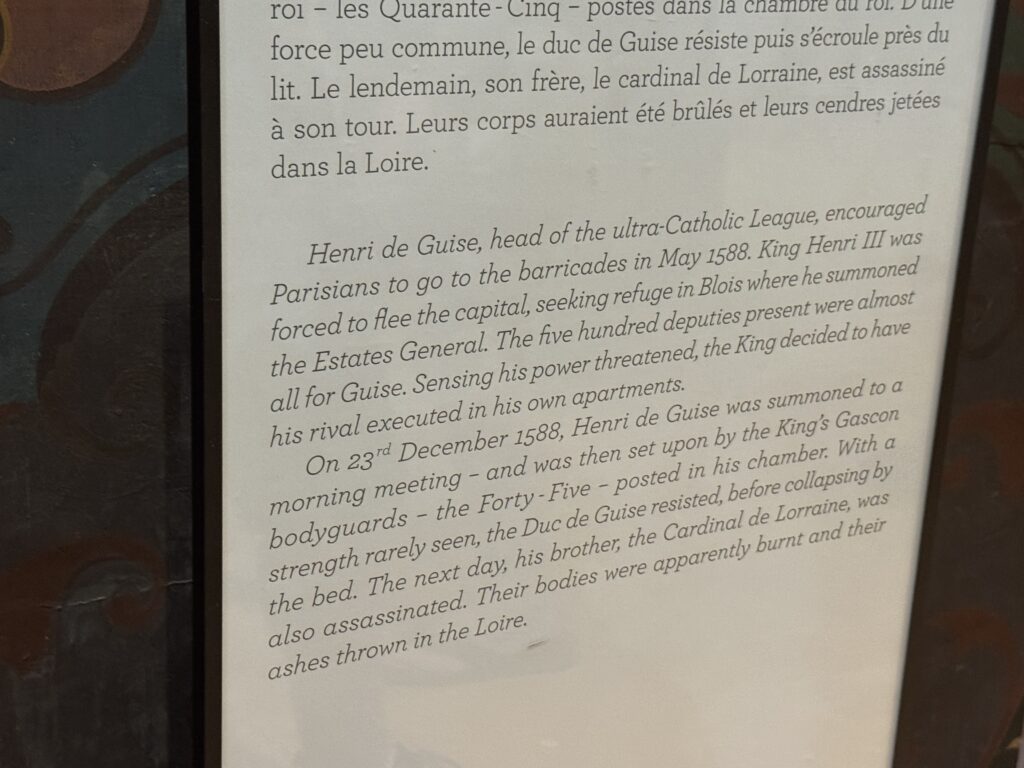 roi – les Quarante-Cinq – postés dans la chambre du roi. D'une
force peu commune, le duc de Guise résiste puis s'écroule près du
lit. Le lendemain, son frère, le cardinal de Lorraine, est assassiné
à son tour. Leurs corps auraient été brûlés et leurs cendres jetées
dans la Loire.
Henri de Guise, head of the ultra-Catholic League, encouraged
Parisians to go to the barricades in May 1588. King Henri III was
forced to flee the capital, seeking refuge in Blois where he summoned
the Estates General. The five hundred deputies present were almost
all for Guise. Sensing his power threatened, the King decided to have
his rival executed in his own apartments.
On 23rd December 1588, Henri de Guise was summoned to a
morning meeting – and was then set upon by the King's Gascon
bodyguards – the Forty-Five – posted in his chamber. With a
strength rarely seen, the Duc de Guise resisted, before collapsing by
the bed. The next day, his brother, the Cardinal de Lorraine, was
also assassinated. Their bodies were apparently burnt and their
ashes thrown in the Loire.